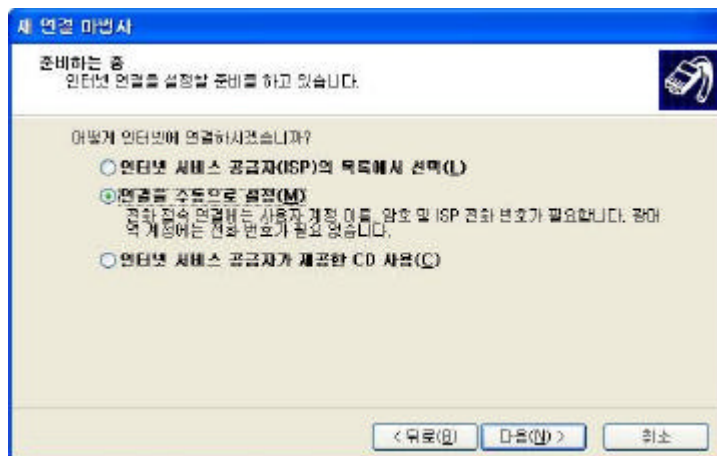 새 연결 마법사
준비하는 중
인터넷 연결을 설정할 준비를 하고 있습니다.
어떻게 인터넷에 연결하시겠습니까?
인터넷 서비스 공급자(ISP)의 목록에서 선택(L)
연결을 수동으로 설정(M)
전화 접속 연결에는 사용자 계정 이름, 암호 및 ISP 전화 번호가 필요합니다. 광대
역 계정에는 전화 번호가 필요 없습니다.
인터넷 서비스 공급자가 제공한 CD 사용(C)
< 뒤로(B) 다음(N) > 취소